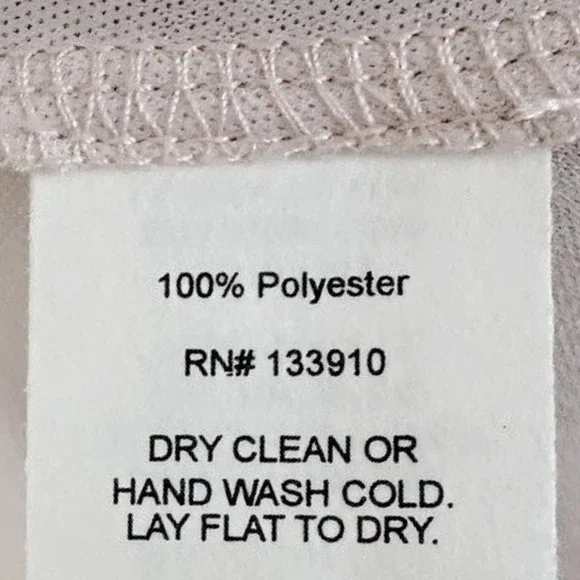 100% Polyester
RN# 133910
DRY CLEAN OR
HAND WASH COLD.
LAY FLAT TO DRY.